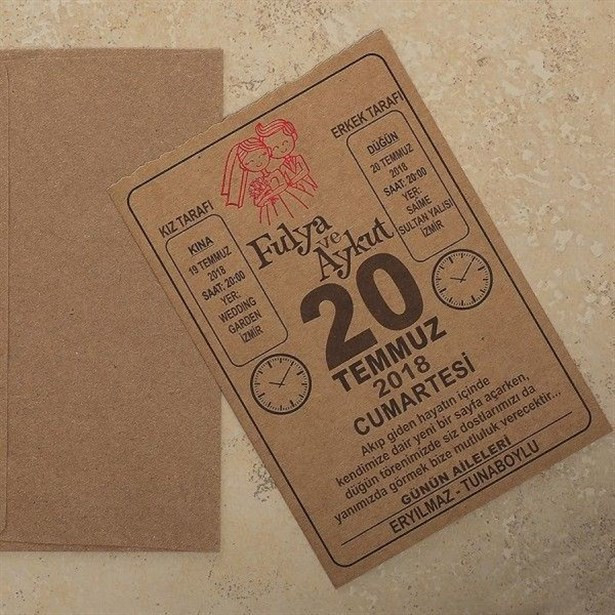 KIZ TARAFI
KINA
19 TEMMUZ
2018
SAAT: 20:00
YER:
WEDDING
GARDEN
İZMİR
ERKEK TARAFI
DÜĞÜN
20 TEMMUZ
2018
SAAT: 20:00
YER:
SAİME
SULTAN YALISI
İZMİR
Fulya
ve
Aykut
20
TEMMUZ
2018
CUMARTESİ
Akıp giden hayatın içinde
kendimize dair yeni bir sayfa açarken,
düğün törenimizde siz dostlarımızı da
yanımızda görmek bize mutluluk verecektir...
GÜNÜN AİLELERİ
ERYILMAZ - TUNABOYLU